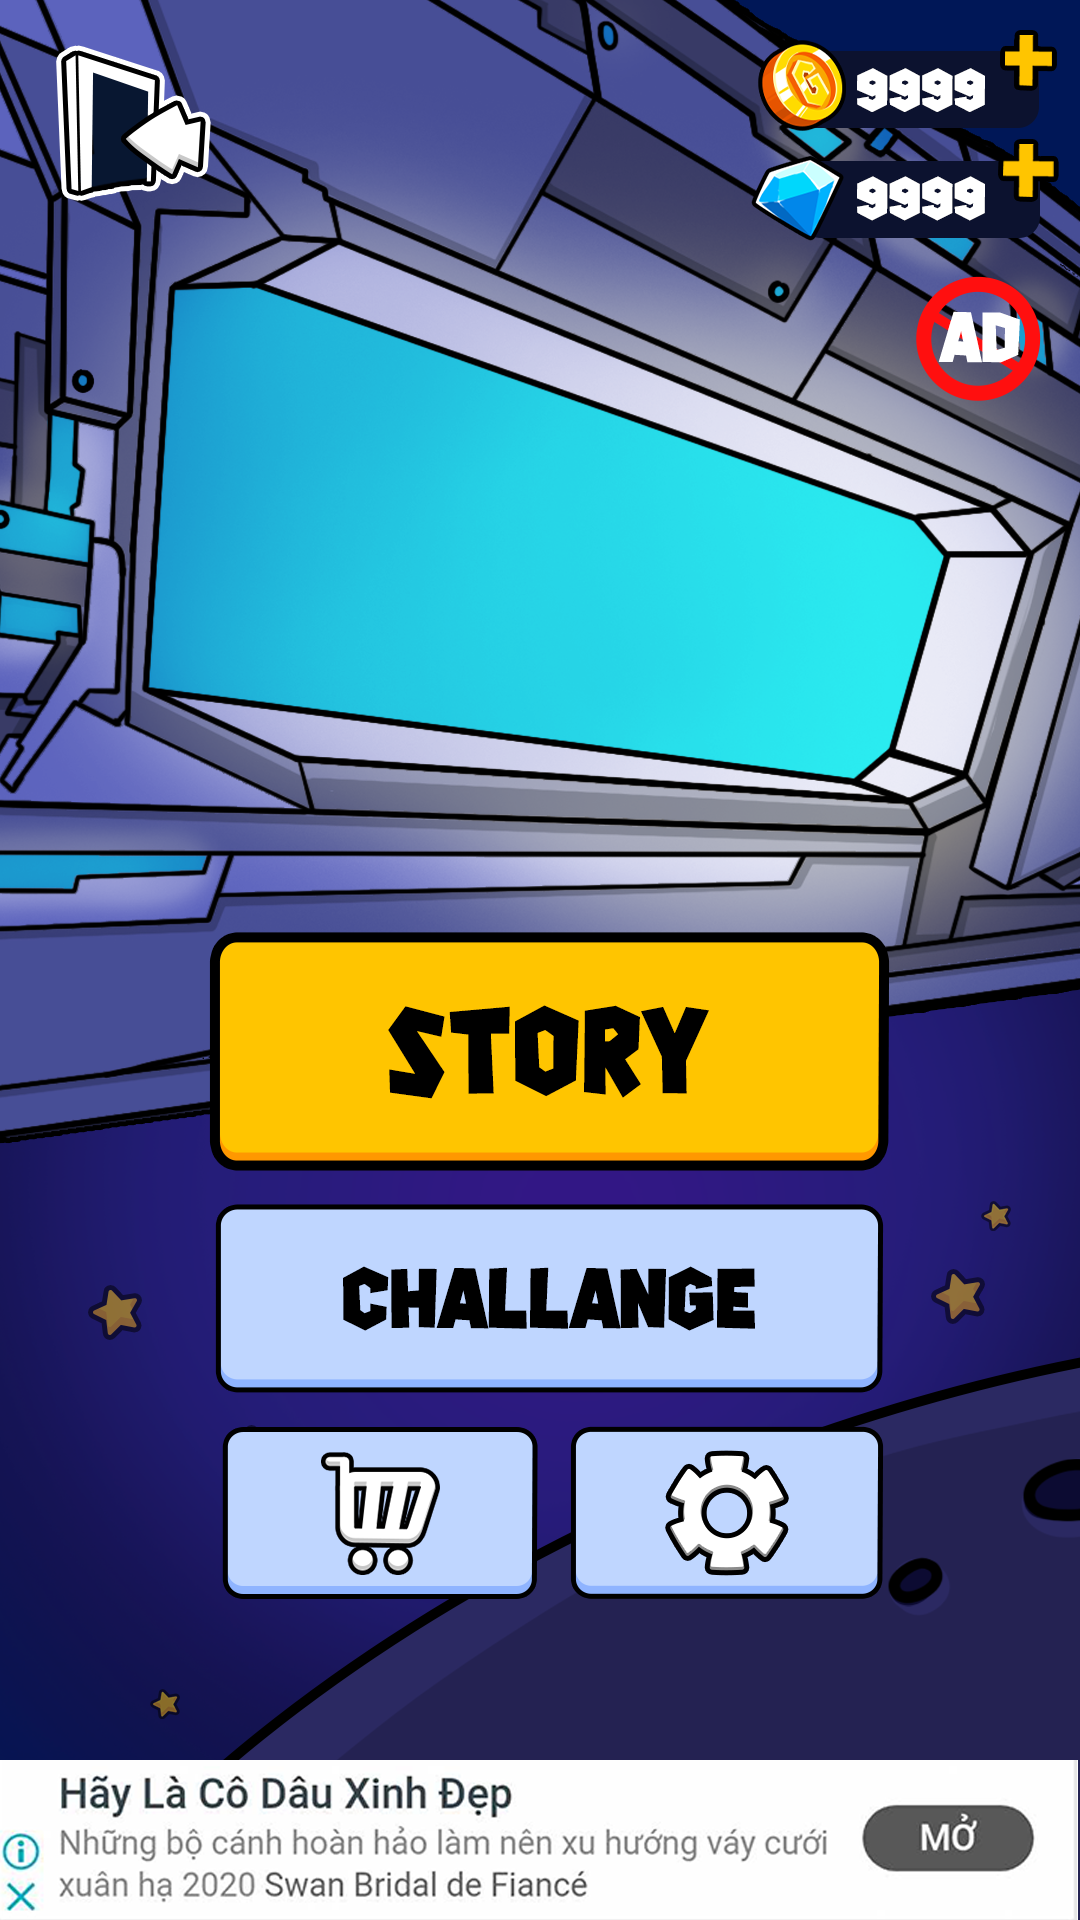 9999
9999
AD
STORY
CHALLANGE
Hãy Là Cô Dâu Xinh Đẹp
Những bộ cánh hoàn hảo làm nên xu hướng váy cưới
xuân hạ 2020 Swan Bridal de Fiancé
MỞ